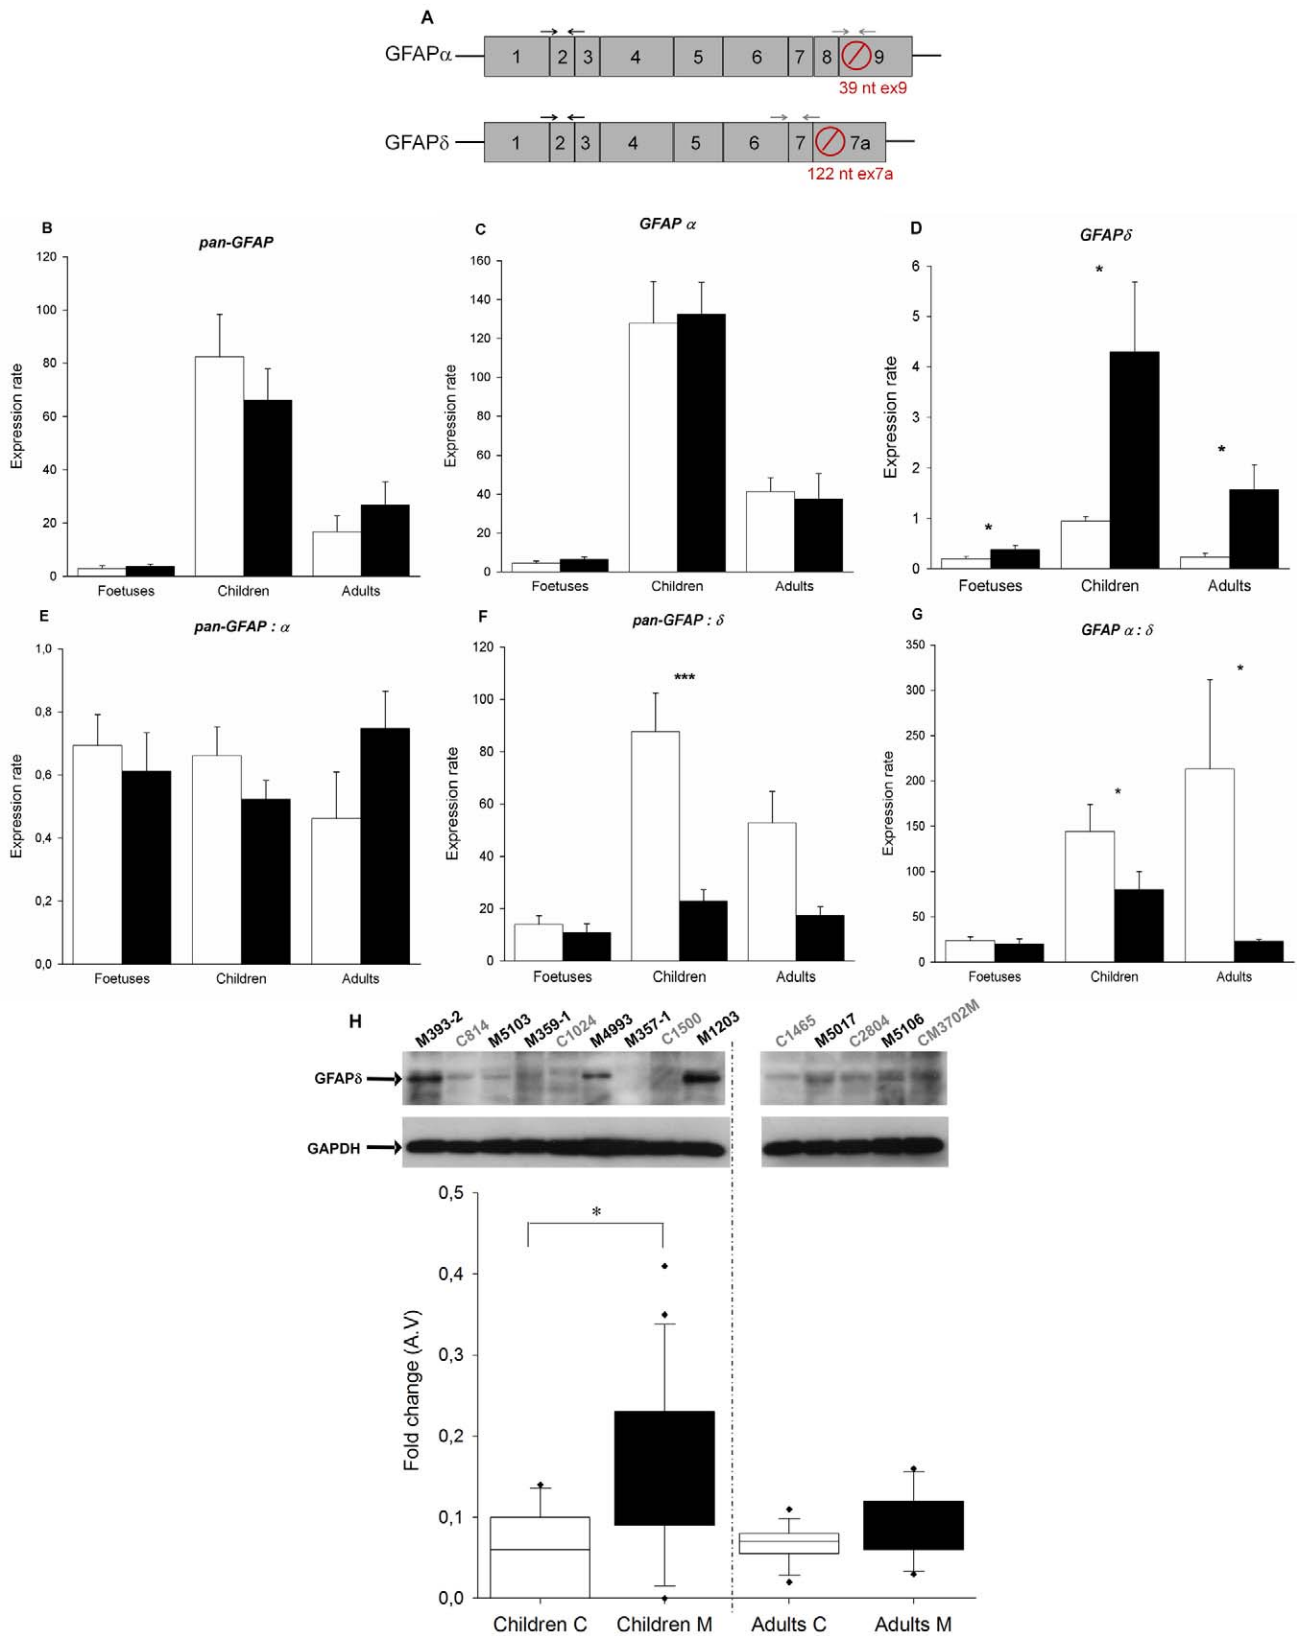 A
GFAPα 1 2 3 4 5 6 7 8 9
39 nt ex9
GFAPδ 1 2 3 4 5 6 7 7a
122 nt ex7a
B
pan-GFAP
120
100
80
60
40
20
0
Expression rate
Foetuses Children Adults
C
GFAP α
160
140
120
100
80
60
40
20
0
Expression rate
Foetuses Children Adults
D
GFAPδ
6
5
4
3
2
1
0
Expression rate
* * *
Foetuses Children Adults
E
pan-GFAP : α
1,0
0,8
0,6
0,4
0,2
0,0
Expression rate
Foetuses Children Adults
F
pan-GFAP : δ
120
100
80
60
40
20
0
Expression rate
***
Foetuses Children Adults
G
GFAP α : δ
350
300
250
200
150
100
50
0
Expression rate
* *
Foetuses Children Adults
H
M393-2 C814 M5103 M359-1 C1024 M4993 M357-1 C1500 M1203 C1465 M5017 C2804 M5106 CM3702M
GFAPδ
GAPDH
0,5
0,4
0,3
0,2
0,1
0,0
Fold change (A.V)
*
Children C Children M Adults C Adults M